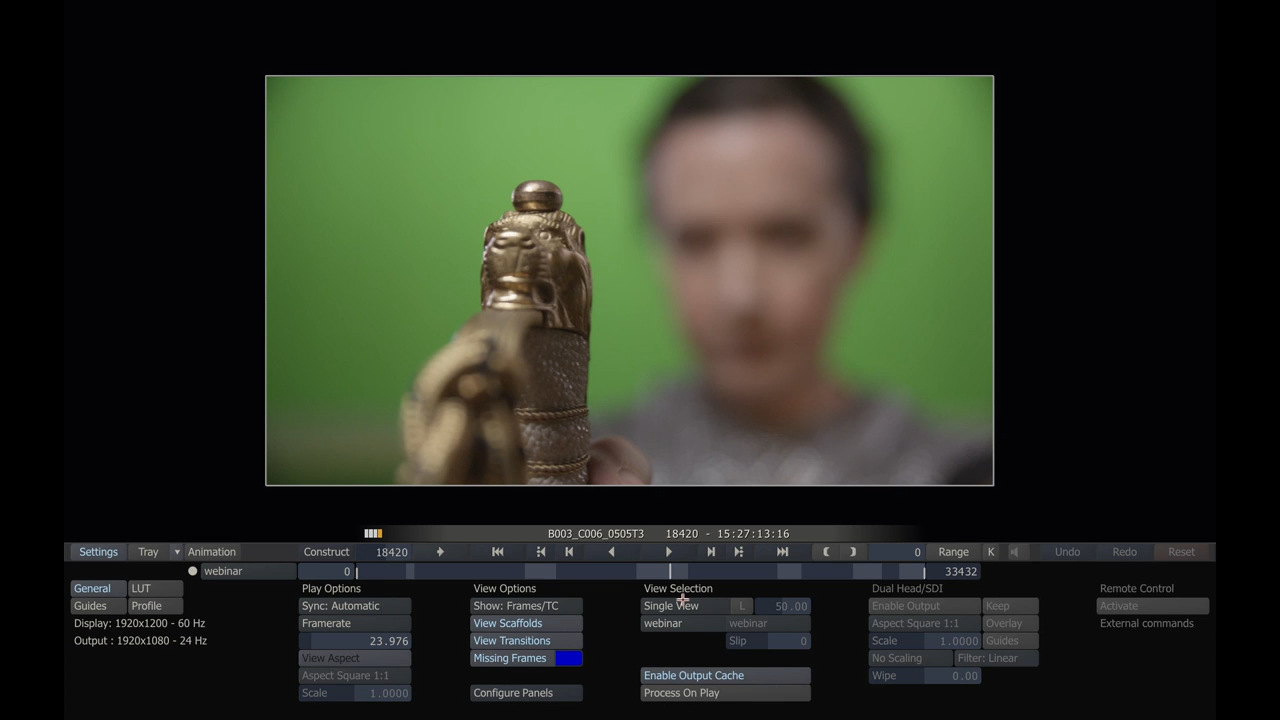 B003_C006_0505T3 18420 - 15:27:13:16
Settings Tray Animation Construct 18420 0 Range K Undo Redo Reset
webinar 0 33432
General LUT Play Options View Options View Selection Dual Head/SDI Remote Control
Guides Profile Sync: Automatic Show: Frames/TC Single View L 50.00 Enable Output Keep Activate
Display: 1920x1200 - 60 Hz Framerate View Scaffolds webinar webinar Aspect Square 1:1 Overlay External commands
Output : 1920x1080 - 24 Hz 23.976 View Transitions Slip 0 Scale 1.0000 Guides
View Aspect Missing Frames No Scaling Filter: Linear
Aspect Square 1:1 Enable Output Cache Wipe 0.00
Scale 1.0000 Configure Panels Process On Play